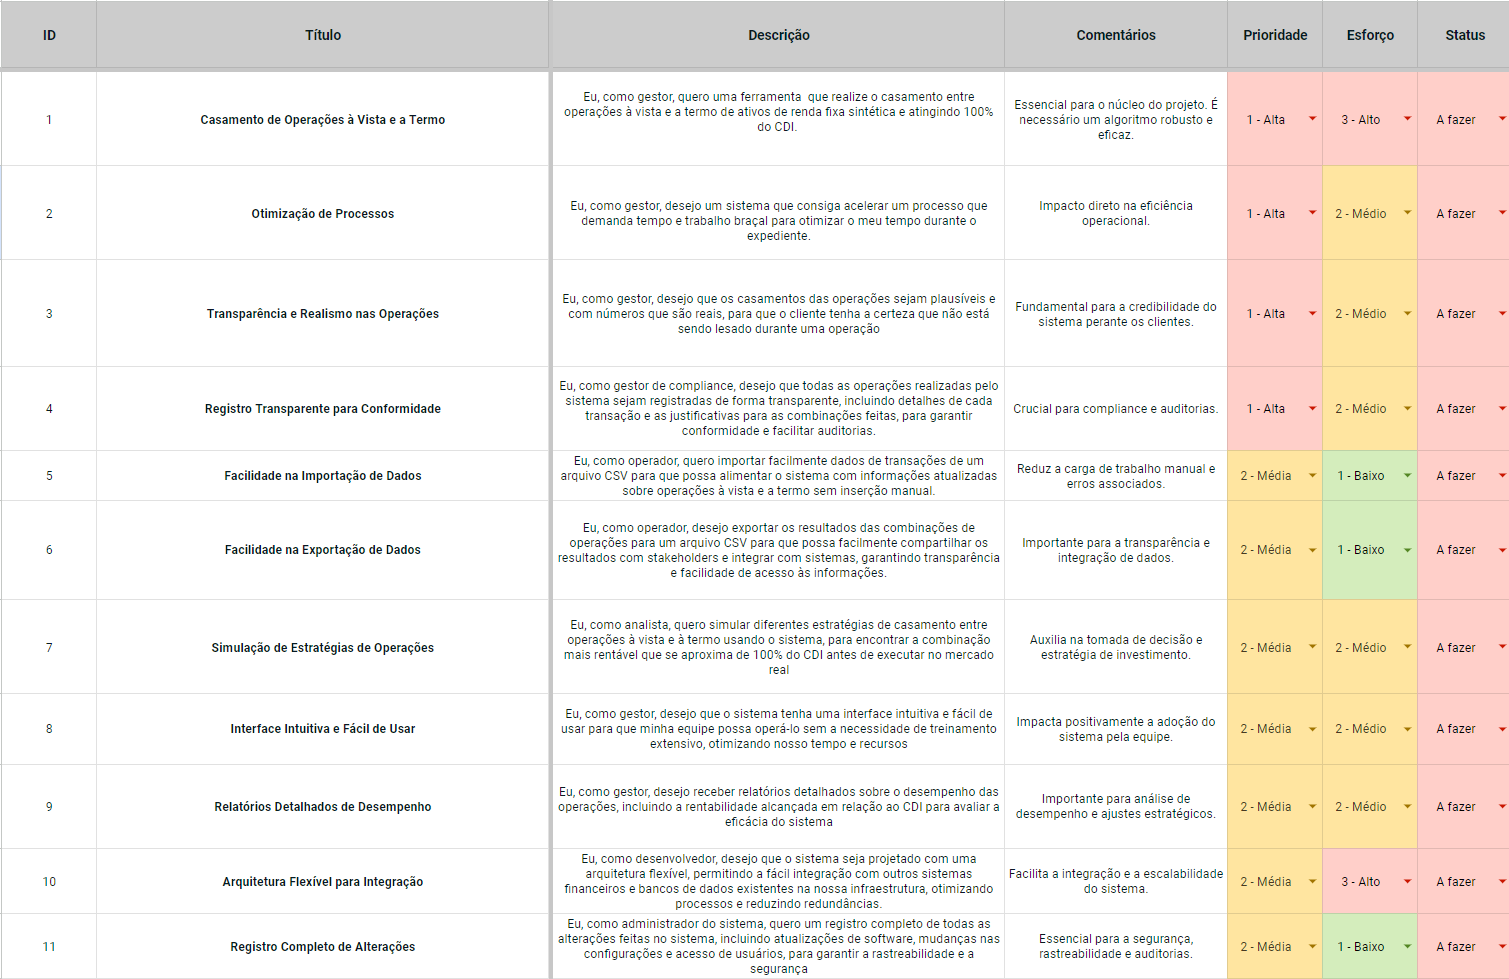 ID Título Descrição Comentários Prioridade Esforço Status
1
Casamento de Operações à Vista e a Termo
Eu, como gestor, quero uma ferramenta  que realize o casamento entre
operações à vista e a termo de ativos de renda fixa sintética e atingindo 100%
do CDI.
Essencial para o núcleo do projeto. É
necessário um algoritmo robusto e
eficaz.
1 - Alta
3 - Alto
A fazer
2
Otimização de Processos
Eu, como gestor, desejo um sistema que consiga acelerar um processo que
demanda tempo e trabalho braçal para otimizar o meu tempo durante o
expediente.
Impacto direto na eficiência
operacional.
1 - Alta
2 - Médio
A fazer
3
Transparência e Realismo nas Operações
Eu, como gestor, desejo que os casamentos das operações sejam plausíveis e
com números que são reais, para que o cliente tenha a certeza que não está
sendo lesado durante uma operação
Fundamental para a credibilidade do
sistema perante os clientes.
1 - Alta
2 - Médio
A fazer
4
Registro Transparente para Conformidade
Eu, como gestor de compliance, desejo que todas as operações realizadas pelo
sistema sejam registradas de forma transparente, incluindo detalhes de cada
transação e as justificativas para as combinações feitas, para garantir
conformidade e facilitar auditorias.
Crucial para compliance e auditorias.
1 - Alta
2 - Médio
A fazer
5
Facilidade na Importação de Dados
Eu, como operador, quero importar facilmente dados de transações de um
arquivo CSV para que possa alimentar o sistema com informações atualizadas
sobre operações à vista e a termo sem inserção manual.
Reduz a carga de trabalho manual e
erros associados.
2 - Média
1 - Baixo
A fazer
6
Facilidade na Exportação de Dados
Eu, como operador, desejo exportar os resultados das combinações de
operações para um arquivo CSV para que possa facilmente compartilhar os
resultados com stakeholders e integrar com sistemas, garantindo transparência
e facilidade de acesso às informações.
Importante para a transparência e
integração de dados.
2 - Média
1 - Baixo
A fazer
7
Simulação de Estratégias de Operações
Eu, como analista, quero simular diferentes estratégias de casamento entre
operações à vista e à termo usando o sistema, para encontrar a combinação
mais rentável que se aproxima de 100% do CDI antes de executar no mercado
real
Auxilia na tomada de decisão e
estratégia de investimento.
2 - Média
2 - Médio
A fazer
8
Interface Intuitiva e Fácil de Usar
Eu, como gestor, desejo que o sistema tenha uma interface intuitiva e fácil de
usar para que minha equipe possa operá-lo sem a necessidade de treinamento
extensivo, otimizando nosso tempo e recursos
Impacta positivamente a adoção do
sistema pela equipe.
2 - Média
2 - Médio
A fazer
9
Relatórios Detalhados de Desempenho
Eu, como gestor, desejo receber relatórios detalhados sobre o desempenho das
operações, incluindo a rentabilidade alcançada em relação ao CDI para avaliar a
eficácia do sistema
Importante para análise de
desempenho e ajustes estratégicos.
2 - Média
2 - Médio
A fazer
10
Arquitetura Flexível para Integração
Eu, como desenvolvedor, desejo que o sistema seja projetado com uma
arquitetura flexível, permitindo a fácil integração com outros sistemas
financeiros e bancos de dados existentes na nossa infraestrutura, otimizando
processos e reduzindo redundâncias.
Facilita a integração e a escalabilidade
do sistema.
2 - Média
3 - Alto
A fazer
11
Registro Completo de Alterações
Eu, como administrador do sistema, quero um registro completo de todas as
alterações feitas no sistema, incluindo atualizações de software, mudanças nas
configurações e acesso de usuários, para garantir a rastreabilidade e a
segurança
Essencial para a segurança,
rastreabilidade e auditorias.
2 - Média
1 - Baixo
A fazer